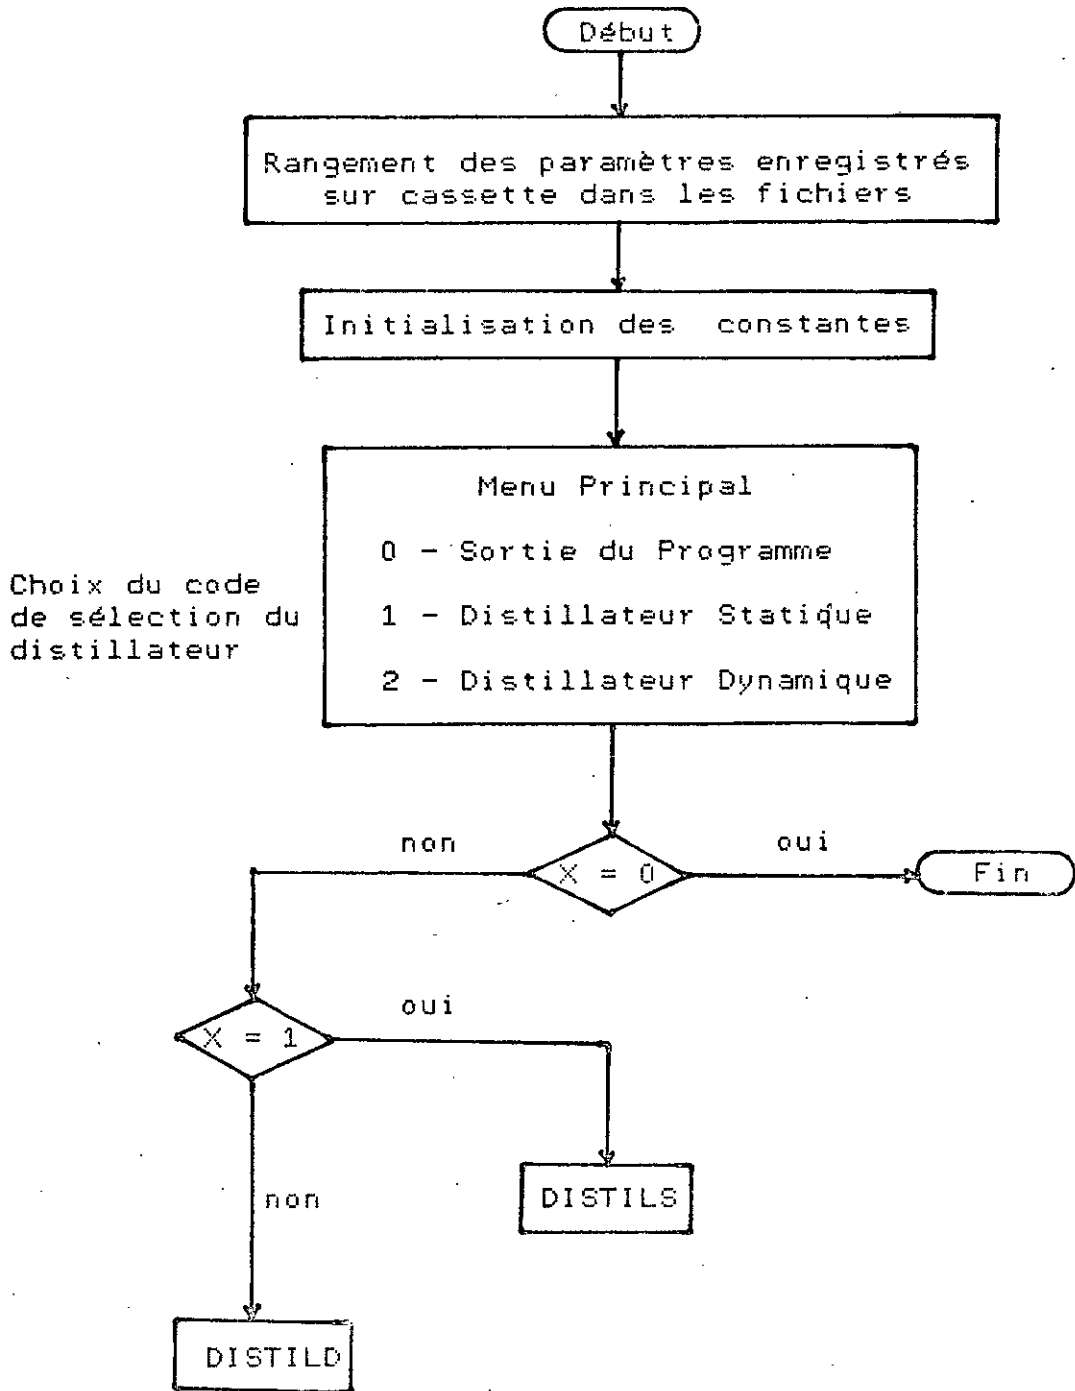 Début
Rangement des paramètres enregistrés
sur cassette dans les fichiers
Initialisation des constantes
Menu Principal
0 - Sortie du Programme
1 - Distillateur Statique
2 - Distillateur Dynamique
Choix du code
de sélection du
distillateur
non
X = 0
oui
Fin
X = 1
oui
non
DISTILS
DISTILD